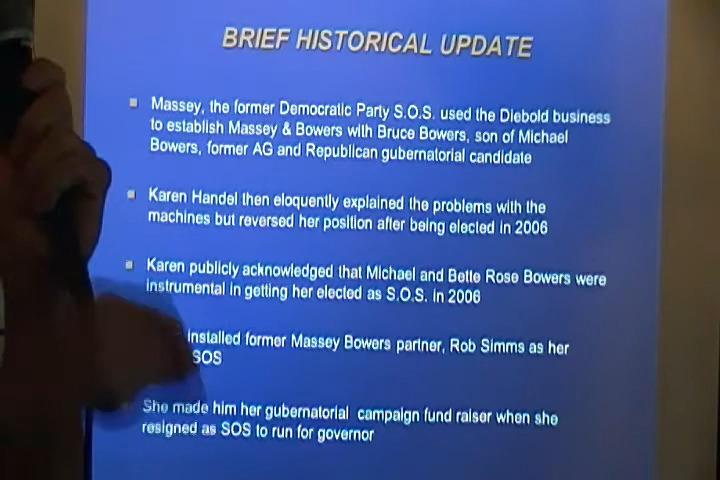 BRIEF HISTORICAL UPDATE
Massey, the former Democratic Party S.O.S. used the Diebold business
to establish Massey & Bowers with Bruce Bowers, son of Michael
Bowers, former AG and Republican gubernatorial candidate
Karen Handel then eloquently explained the problems with the
machines but reversed her position after being elected in 2006
Karen publicly acknowledged that Michael and Bette Rose Bowers were
instrumental in getting her elected as S.O.S. in 2006
installed former Massey Bowers partner, Rob Simms as her
SOS
She made him her gubernatorial campaign fund raiser when she
resigned as SOS to run for governor